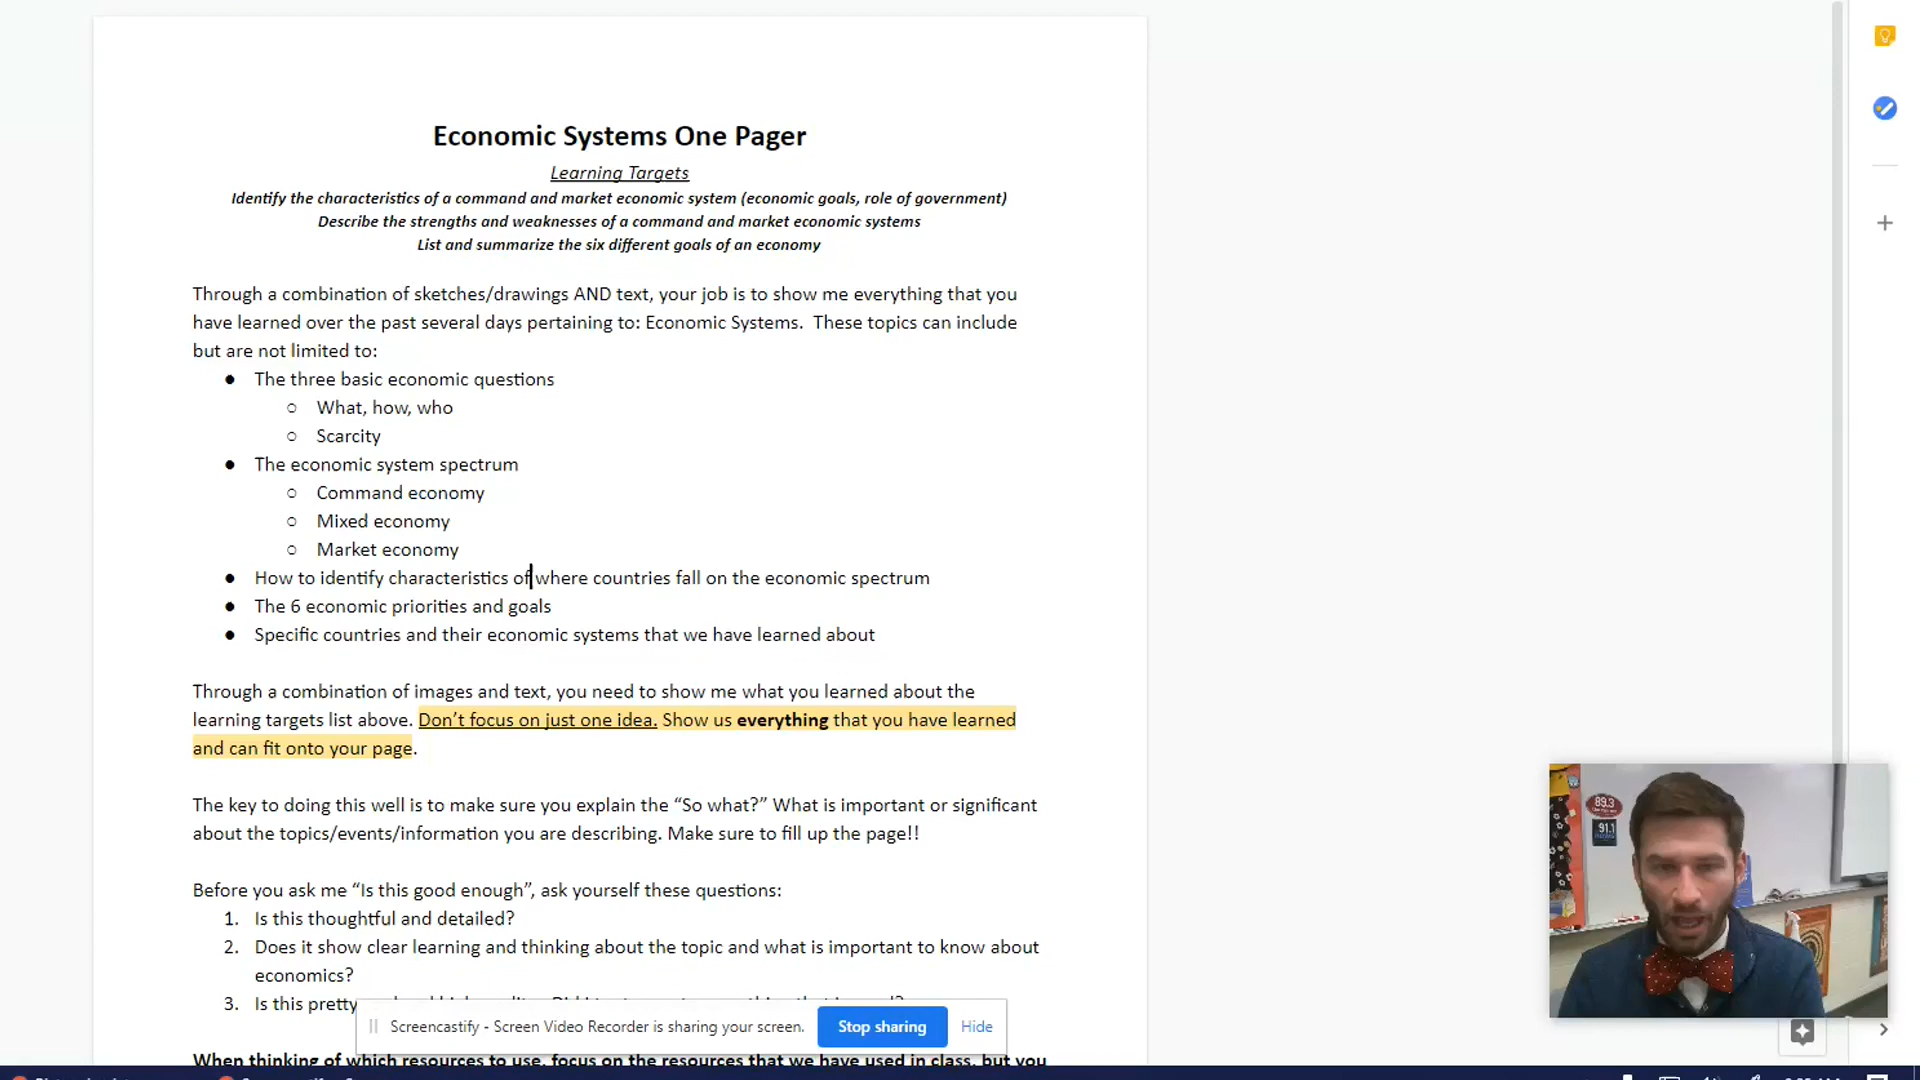 Economic Systems One Pager
Learning Targets
Identify the characteristics of a command and market economic system (economic goals, role of government)
Describe the strengths and weaknesses of a command and market economic systems
List and summarize the six different goals of an economy
Through a combination of sketches/drawings AND text, your job is to show me everything that you
have learned over the past several days pertaining to: Economic Systems.  These topics can include
but are not limited to:
● The three basic economic questions
○ What, how, who
○ Scarcity
● The economic system spectrum
○ Command economy
○ Mixed economy
○ Market economy
● How to identify characteristics of where countries fall on the economic spectrum
● The 6 economic priorities and goals
● Specific countries and their economic systems that we have learned about
Through a combination of images and text, you need to show me what you learned about the
learning targets list above. Don’t focus on just one idea. Show us everything that you have learned
and can fit onto your page.
The key to doing this well is to make sure you explain the “So what?” What is important or significant
about the topics/events/information you are describing. Make sure to fill up the page!!
Before you ask me “Is this good enough”, ask yourself these questions:
1. Is this thoughtful and detailed?
2. Does it show clear learning and thinking about the topic and what is important to know about
economics?
3. Is this pretty
Screencastify - Screen Video Recorder is sharing your screen.
Stop sharing
Hide
When thinking of which resources to use, focus on the resources that we have used in class, but you
89.3
91.1